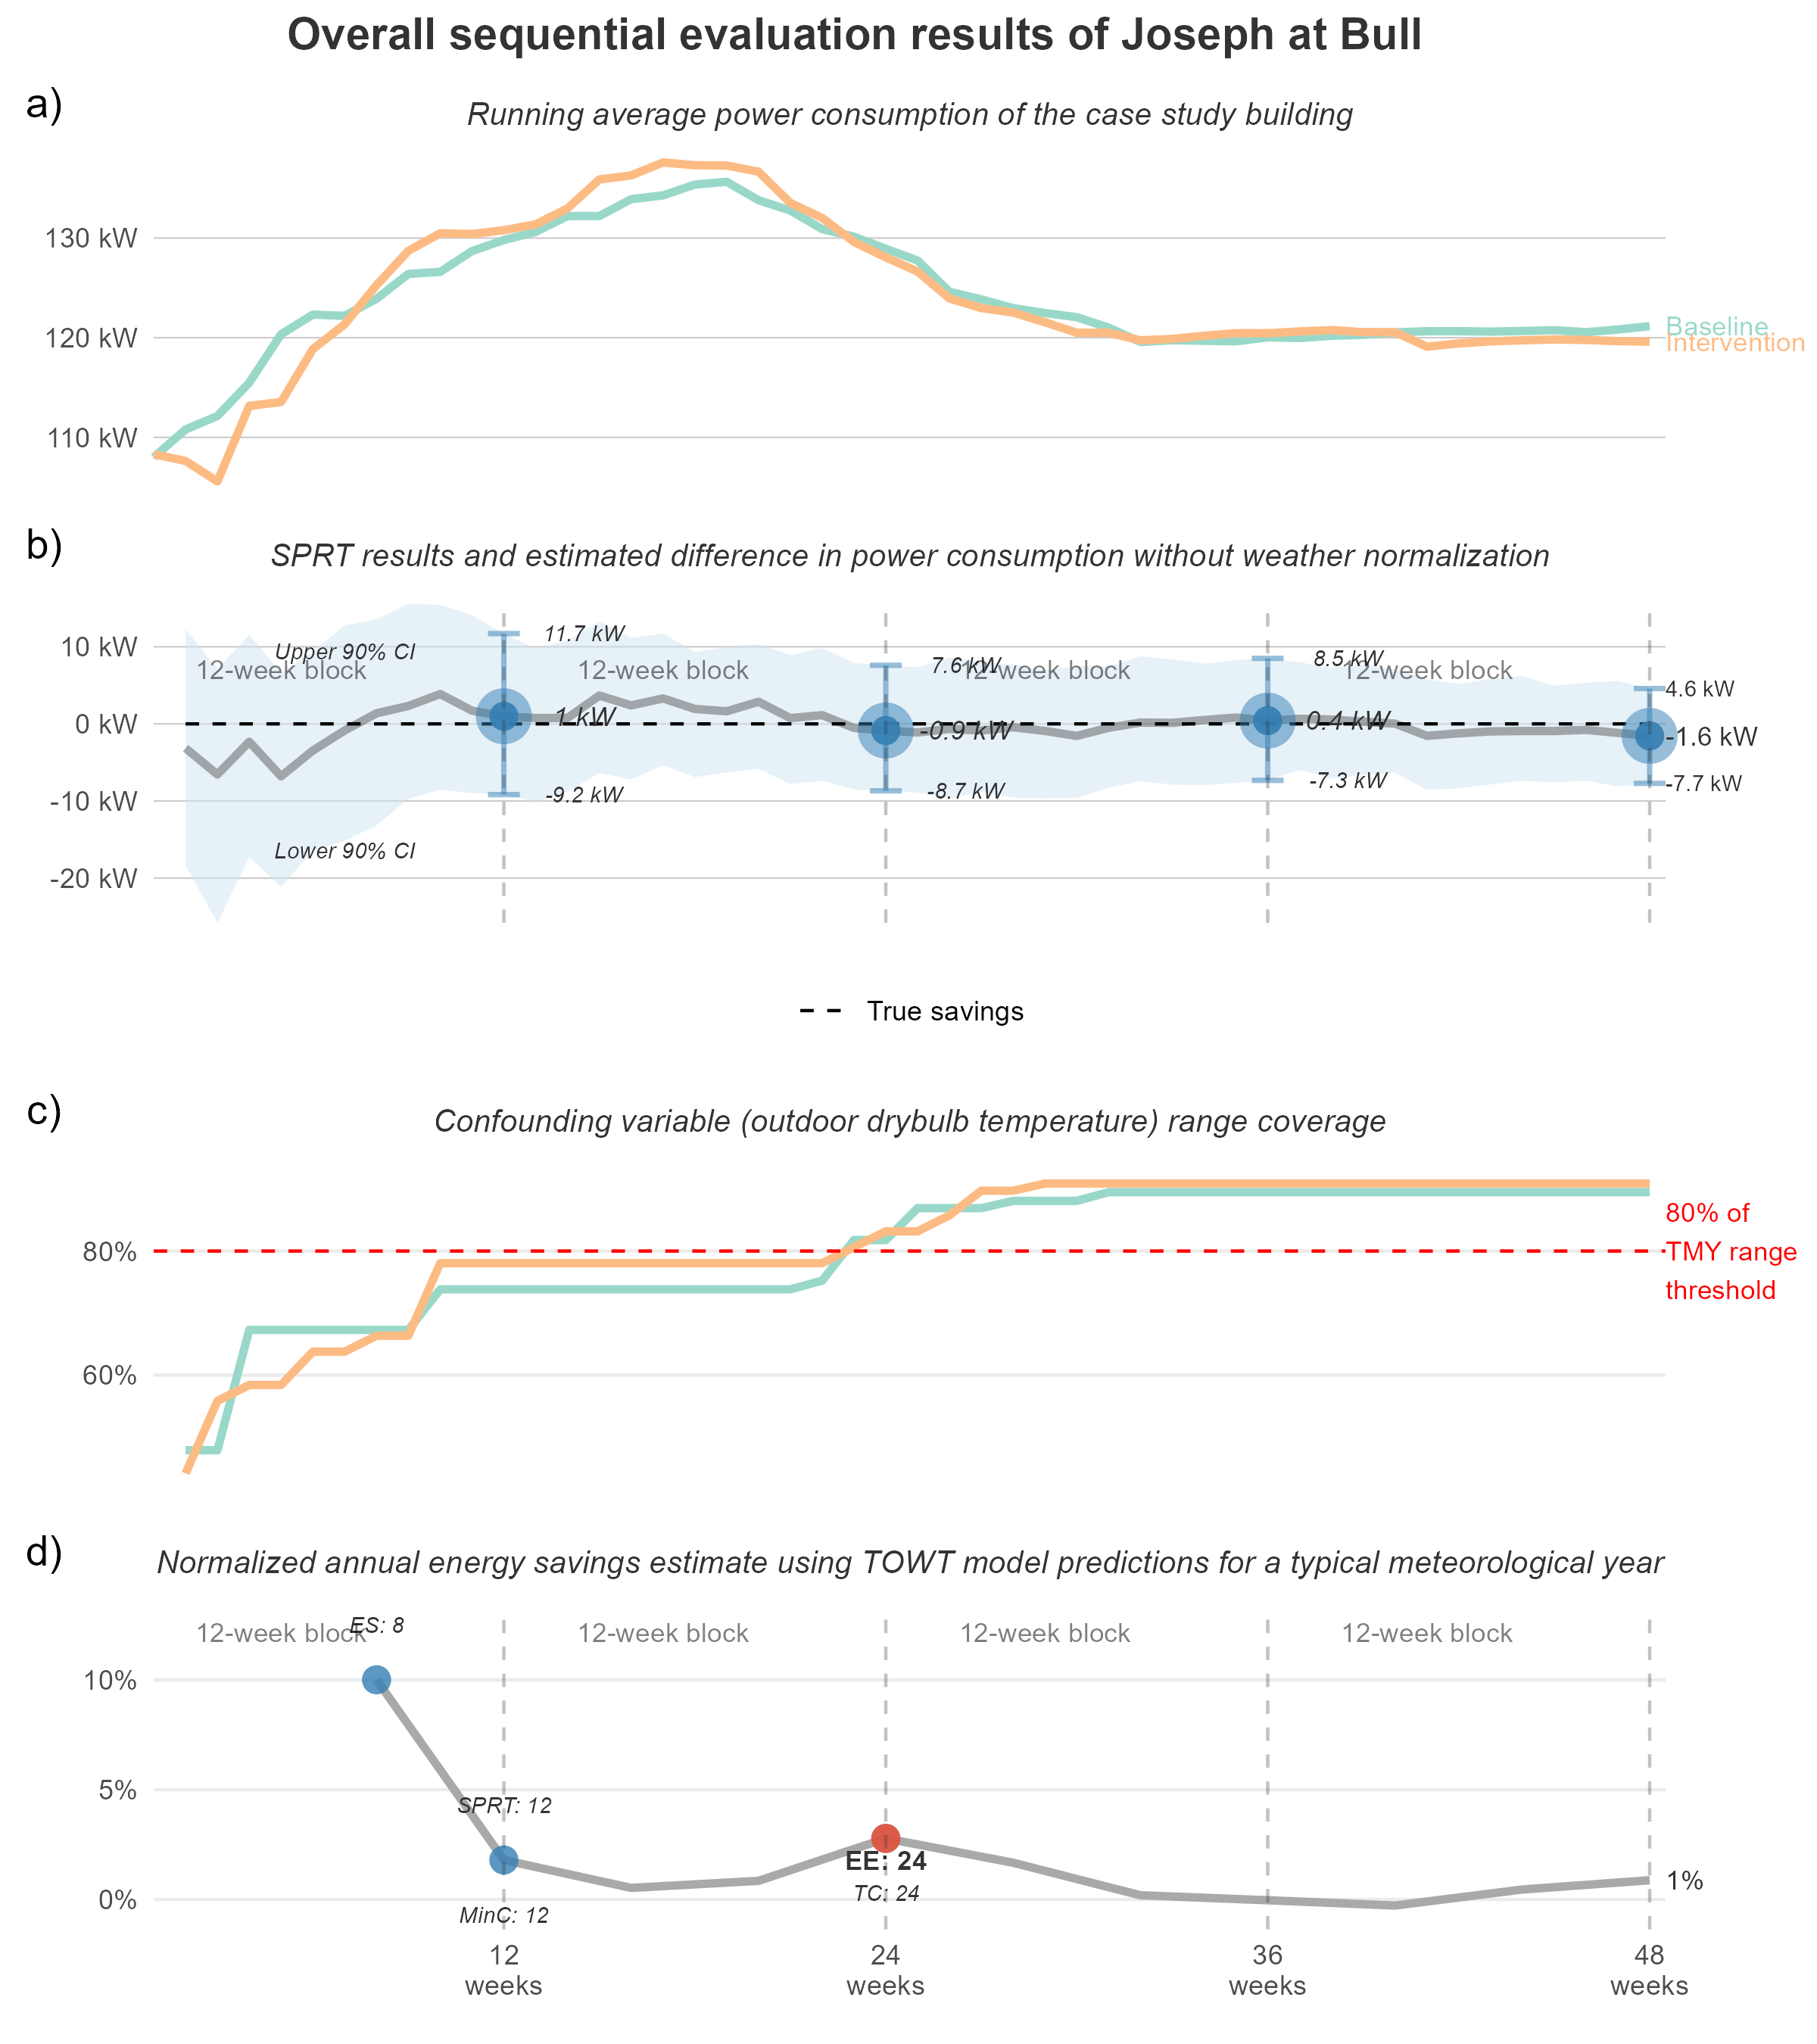 Overall sequential evaluation results of Joseph at Bull
a)
Running average power consumption of the case study building
130 kW
120 kW
110 kW
Baseline
Intervention
b)
SPRT results and estimated difference in power consumption without weather normalization
10 kW
0 kW
-10 kW
-20 kW
Upper 90% CI
Lower 90% CI
12-week block
12-week block
12-week block
12-week block
11.7 kW
1 kW
-9.2 kW
7.6 kW
-0.9 kW
-8.7 kW
8.5 kW
0.4 kW
-7.3 kW
4.6 kW
-1.6 kW
-7.7 kW
True savings
c)
Confounding variable (outdoor drybulb temperature) range coverage
80%
60%
80% of
TMY range
threshold
d)
Normalized annual energy savings estimate using TOWT model predictions for a typical meteorological year
12-week block
12-week block
12-week block
12-week block
10%
5%
0%
ES: 8
SPRT: 12
MinC: 12
EE: 24
TC: 24
1%
12
weeks
24
weeks
36
weeks
48
weeks